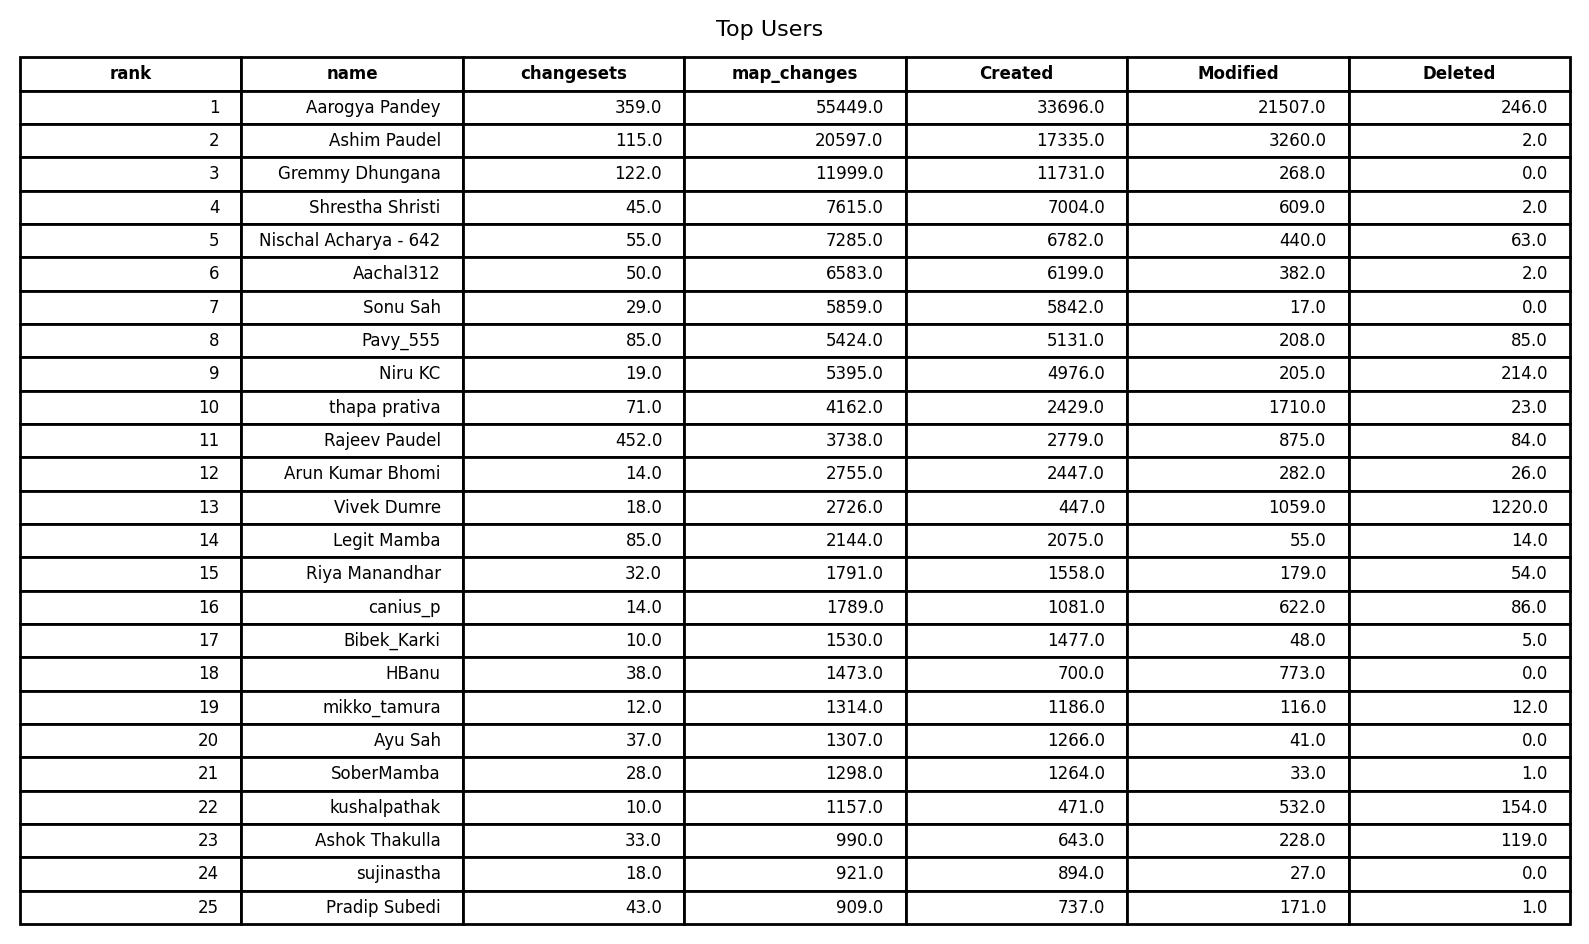 Top Users
rank name changesets map_changes Created Modified Deleted
1 Aarogya Pandey 359.0 55449.0 33696.0 21507.0 246.0
2 Ashim Paudel 115.0 20597.0 17335.0 3260.0 2.0
3 Gremmy Dhungana 122.0 11999.0 11731.0 268.0 0.0
4 Shrestha Shristi 45.0 7615.0 7004.0 609.0 2.0
5 Nischal Acharya - 642 55.0 7285.0 6782.0 440.0 63.0
6 Aachal312 50.0 6583.0 6199.0 382.0 2.0
7 Sonu Sah 29.0 5859.0 5842.0 17.0 0.0
8 Pavy_555 85.0 5424.0 5131.0 208.0 85.0
9 Niru KC 19.0 5395.0 4976.0 205.0 214.0
10 thapa prativa 71.0 4162.0 2429.0 1710.0 23.0
11 Rajeev Paudel 452.0 3738.0 2779.0 875.0 84.0
12 Arun Kumar Bhomi 14.0 2755.0 2447.0 282.0 26.0
13 Vivek Dumre 18.0 2726.0 447.0 1059.0 1220.0
14 Legit Mamba 85.0 2144.0 2075.0 55.0 14.0
15 Riya Manandhar 32.0 1791.0 1558.0 179.0 54.0
16 canius_p 14.0 1789.0 1081.0 622.0 86.0
17 Bibek_Karki 10.0 1530.0 1477.0 48.0 5.0
18 HBanu 38.0 1473.0 700.0 773.0 0.0
19 mikko_tamura 12.0 1314.0 1186.0 116.0 12.0
20 Ayu Sah 37.0 1307.0 1266.0 41.0 0.0
21 SoberMamba 28.0 1298.0 1264.0 33.0 1.0
22 kushalpathak 10.0 1157.0 471.0 532.0 154.0
23 Ashok Thakulla 33.0 990.0 643.0 228.0 119.0
24 sujinastha 18.0 921.0 894.0 27.0 0.0
25 Pradip Subedi 43.0 909.0 737.0 171.0 1.0